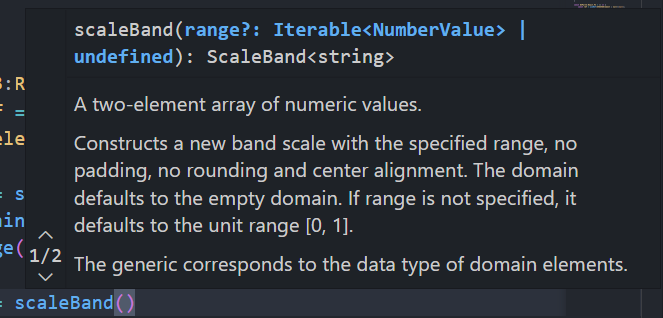 scaleBand(range?: Iterable<NumberValue> |
undefined): ScaleBand<string>
A two-element array of numeric values.
Constructs a new band scale with the specified range, no
padding, no rounding and center alignment. The domain
defaults to the empty domain. If range is not specified, it
defaults to the unit range [0, 1].
1/2
The generic corresponds to the data type of domain elements.
= scaleBand()